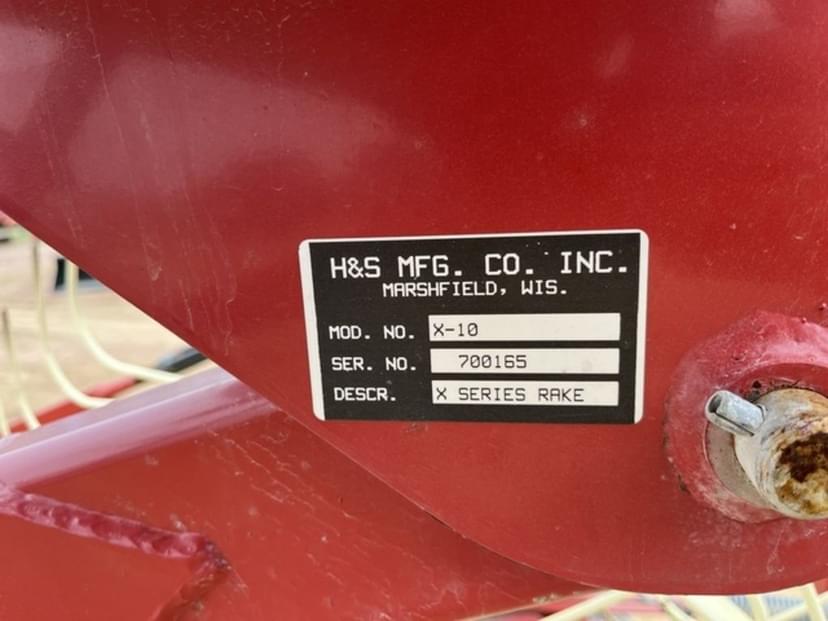 H&S MFG. CO. INC.
MARSHFIELD, WIS.
MOD. NO. X-10
SER. NO. 700165
DESCR. X SERIES RAKE